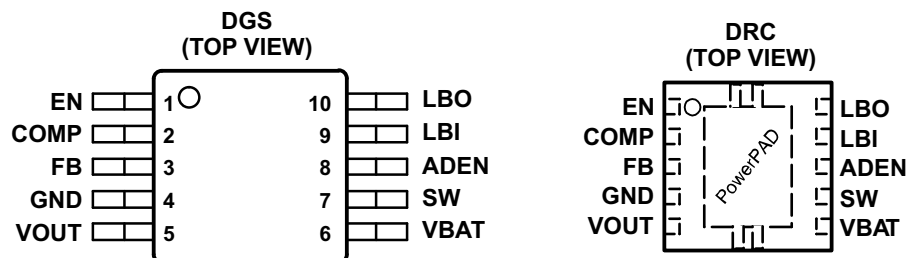 DGS
(TOP VIEW)
EN 1 10 LBO
COMP 2 9 LBI
FB 3 8 ADEN
GND 4 7 SW
VOUT 5 6 VBAT
DRC
(TOP VIEW)
EN LBO
COMP LBI
FB ADEN
GND SW
VOUT VBAT
PowerPAD